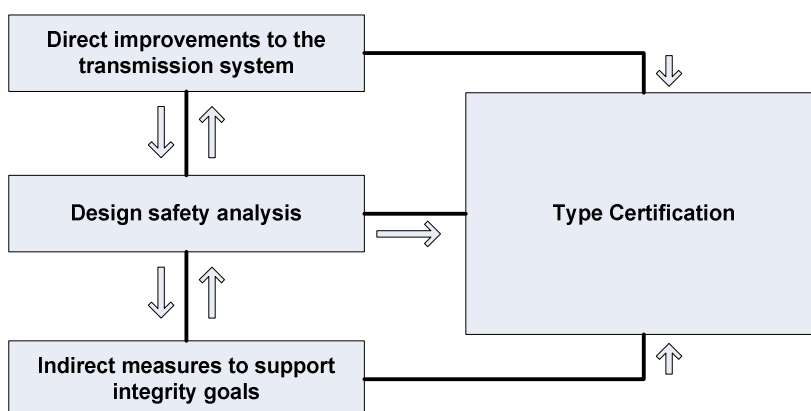 Direct improvements to the
transmission system
Design safety analysis
Type Certification
Indirect measures to support
integrity goals